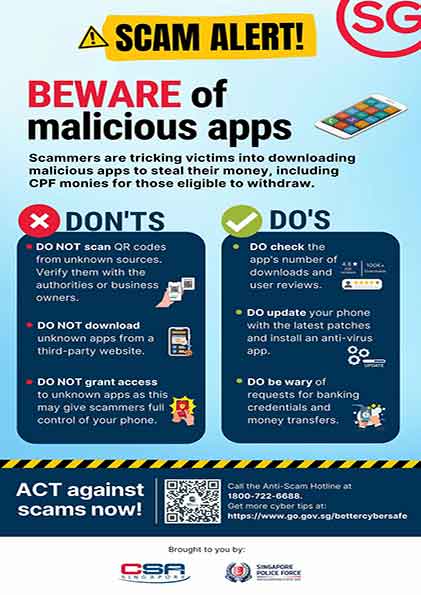 SG
SCAM ALERT!
BEWARE of
malicious apps
Scammers are tricking victims into downloading
malicious apps to steal their money, including
CPF monies for those eligible to withdraw.
DON'TS
DO NOT scan QR codes
from unknown sources.
Verify them with the
authorities or business
owners.
DO NOT download
unknown apps from a
third-party website.
DO NOT grant access
to unknown apps as this
may give scammers full
control of your phone.
DO'S
DO check the
app's number of
downloads and
user reviews.
4.8 ★ 100K+
DO update your phone
with the latest patches
and install an anti-virus
app.
UPDATE
DO be wary of
requests for banking
credentials and
money transfers.
ACT against
scams now!
Call the Anti-Scam Hotline at
1800-722-6688.
Get more cyber tips at:
https://www.go.gov.sg/bettercybersafe
Brought to you by:
CSA
SINGAPORE
SINGAPORE
POLICE FORCE